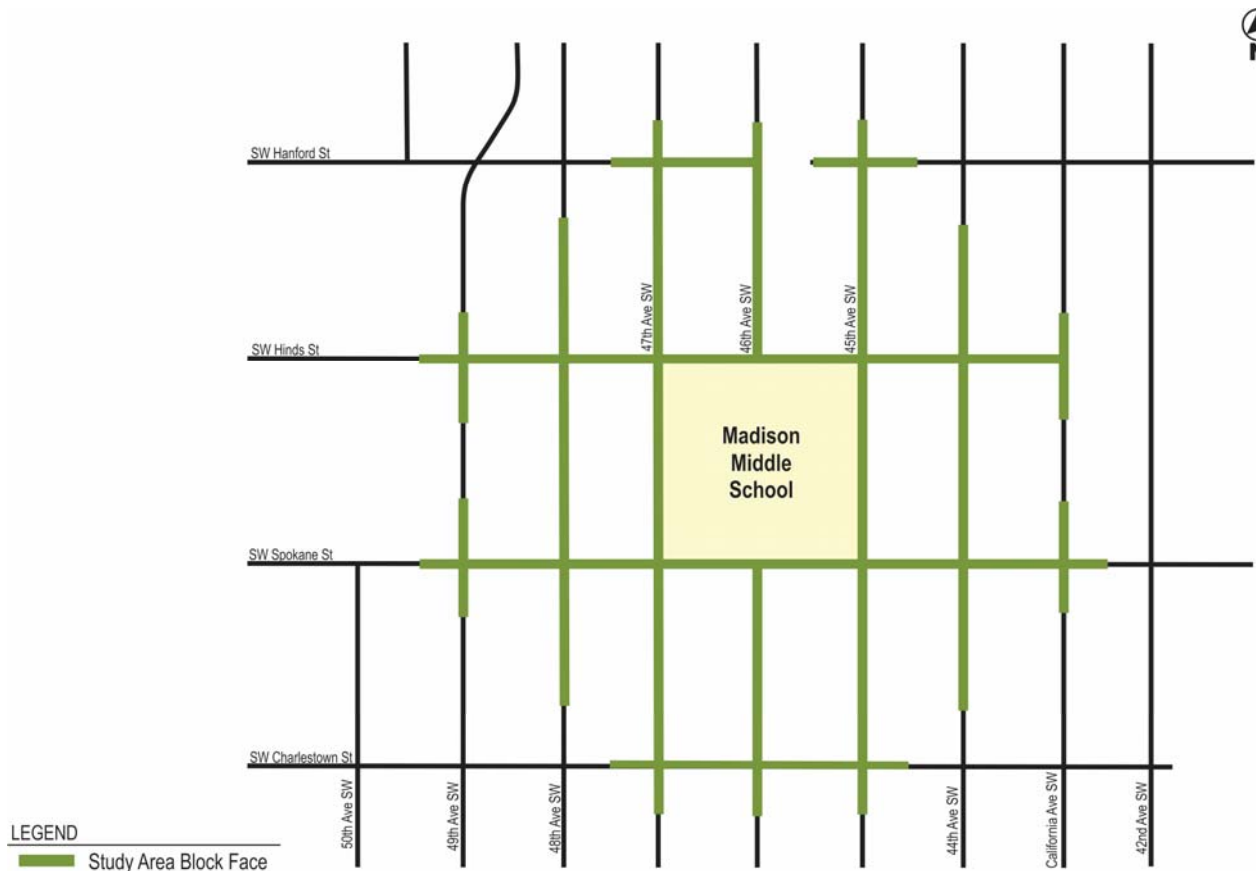 N
SW Hanford St
47th Ave SW
46th Ave SW
45th Ave SW
SW Hinds St
Madison
Middle
School
SW Spokane St
SW Charlestown St
50th Ave SW
49th Ave SW
48th Ave SW
44th Ave SW
California Ave SW
42nd Ave SW
LEGEND
Study Area Block Face